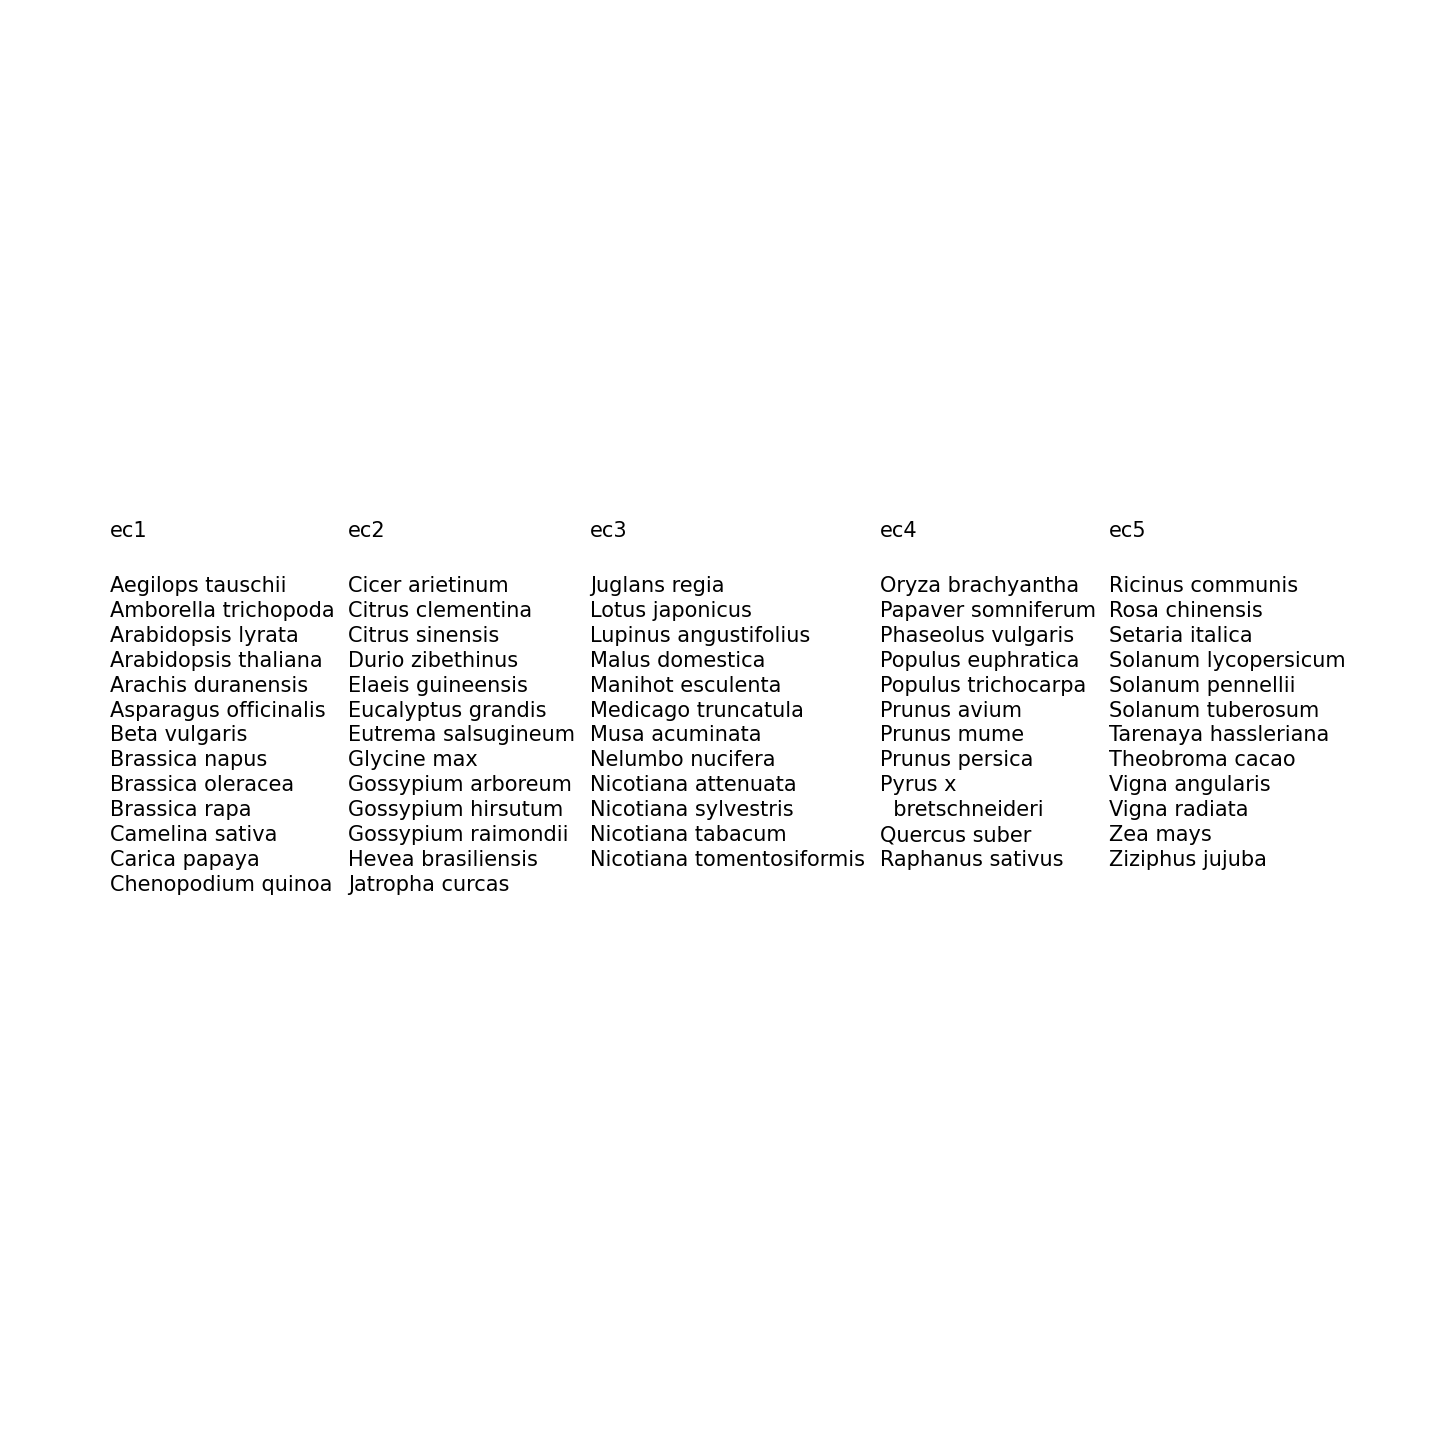 ec1
Aegilops tauschii
Amborella trichopoda
Arabidopsis lyrata
Arabidopsis thaliana
Arachis duranensis
Asparagus officinalis
Beta vulgaris
Brassica napus
Brassica oleracea
Brassica rapa
Camelina sativa
Carica papaya
Chenopodium quinoa
ec2
Cicer arietinum
Citrus clementina
Citrus sinensis
Durio zibethinus
Elaeis guineensis
Eucalyptus grandis
Eutrema salsugineum
Glycine max
Gossypium arboreum
Gossypium hirsutum
Gossypium raimondii
Hevea brasiliensis
Jatropha curcas
ec3
Juglans regia
Lotus japonicus
Lupinus angustifolius
Malus domestica
Manihot esculenta
Medicago truncatula
Musa acuminata
Nelumbo nucifera
Nicotiana attenuata
Nicotiana sylvestris
Nicotiana tabacum
Nicotiana tomentosiformis
ec4
Oryza brachyantha
Papaver somniferum
Phaseolus vulgaris
Populus euphratica
Populus trichocarpa
Prunus avium
Prunus mume
Prunus persica
Pyrus x
bretschneideri
Quercus suber
Raphanus sativus
ec5
Ricinus communis
Rosa chinensis
Setaria italica
Solanum lycopersicum
Solanum pennellii
Solanum tuberosum
Tarenaya hassleriana
Theobroma cacao
Vigna angularis
Vigna radiata
Zea mays
Ziziphus jujuba